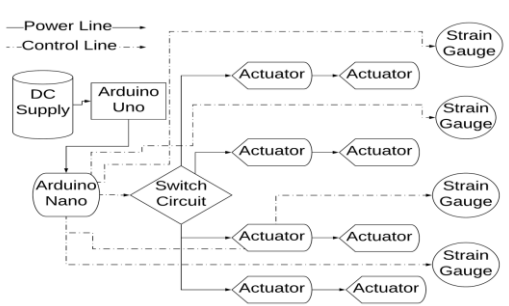 Power Line
Control Line
Strain
Gauge
DC
Supply
Arduino
Uno
Actuator
Actuator
Strain
Gauge
Actuator
Actuator
Arduino
Nano
Switch
Circuit
Strain
Gauge
Actuator
Actuator
Strain
Gauge
Actuator
Actuator